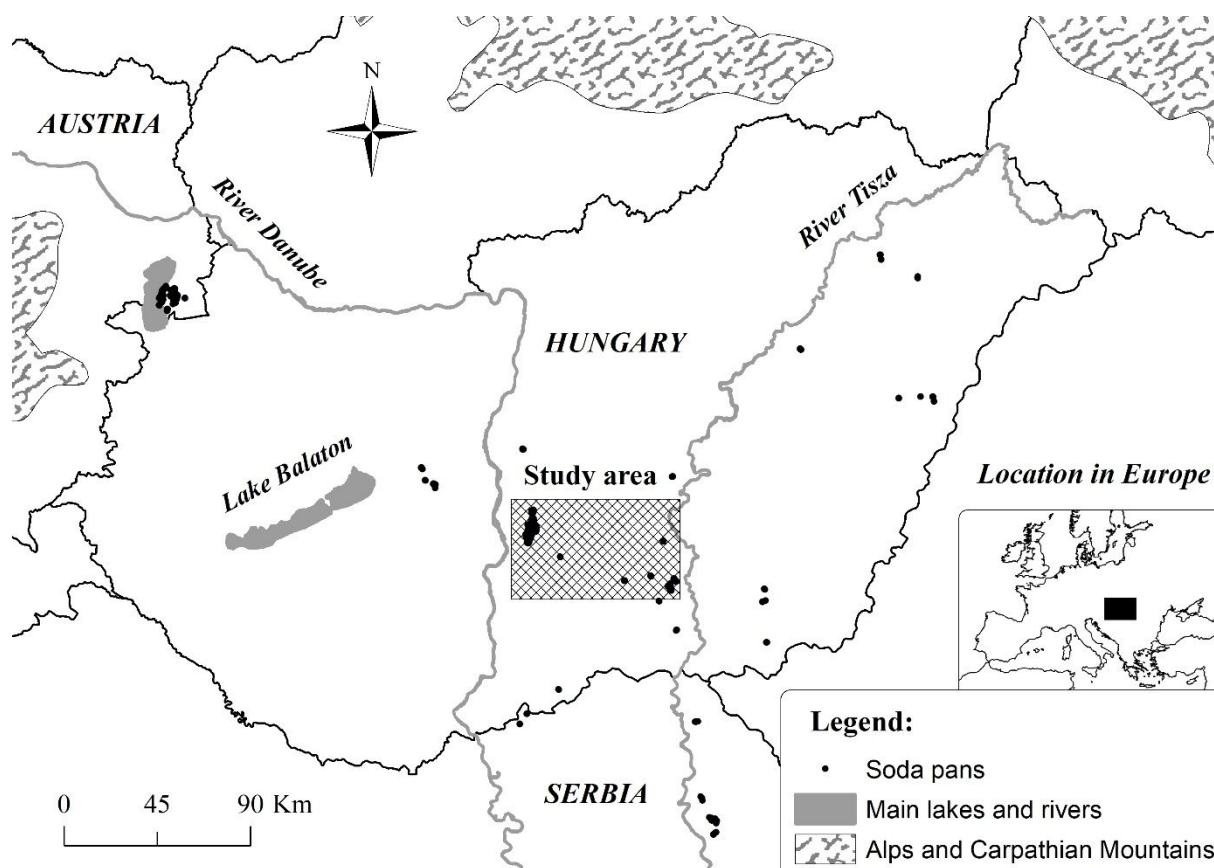 N
AUSTRIA
River Danube
River Tisza
HUNGARY
Lake Balaton
Study area
Location in Europe
SERBIA
0 45 90 Km
Legend:
Soda pans
Main lakes and rivers
Alps and Carpathian Mountains